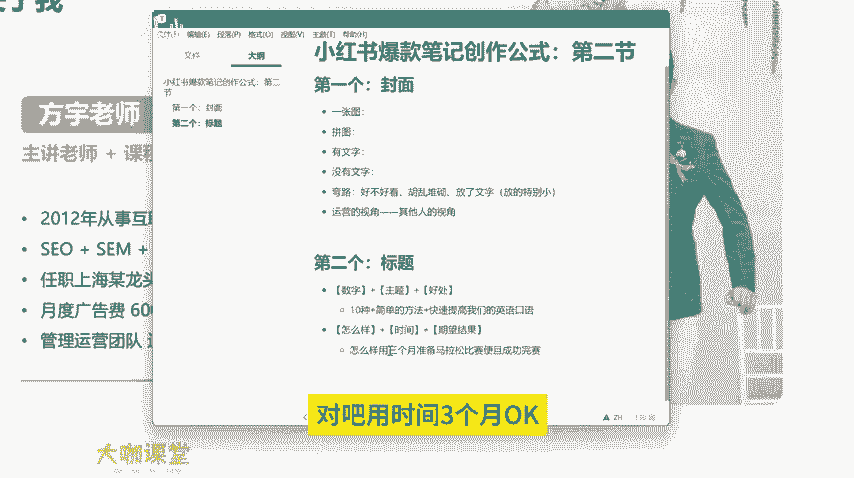 文件(F) 编辑(E) 段落(P) 格式(O) 视图(V) 主题(T) 帮助(H)
文件 大纲
小红书爆款笔记创作公式：第二节
第一个：封面
第二个：标题
小红书爆款笔记创作公式：第二节
第一个：封面
一张图：
拼图：
有文字：
没有文字：
弯路：好不好看、胡乱堆砌、放了文字（放的特别小）
运营的视角——其他人的视角
第二个：标题
【数字】+【主题】+【好处】
10种+简单的方法+快速提高我们的英语口语
【怎么样】+【时间】+【期望结果】
怎么样用三个月准备马拉松比赛便且成功完赛
方宇老师
主讲老师 + 课程
2012年从事互联
SEO + SEM +
任职上海某龙头
月度广告费 600
管理运营团队
ZH
对吧用时间3个月OK
大咖课堂